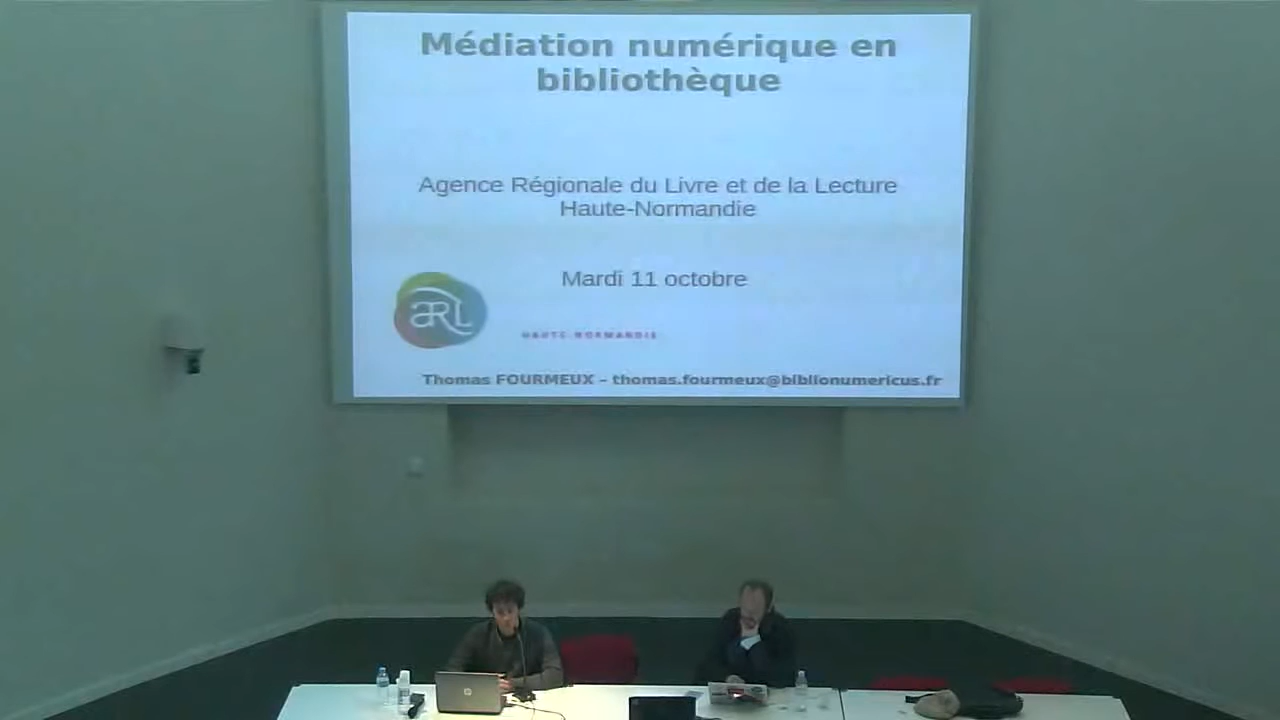 Médiation numérique en
bibliothèque
Agence Régionale du Livre et de la Lecture
Haute-Normandie
Mardi 11 octobre
ARL
HAUTE-NORMANDIE
Thomas FOURMEUX - thomas.fourmeux@biblionumericus.fr